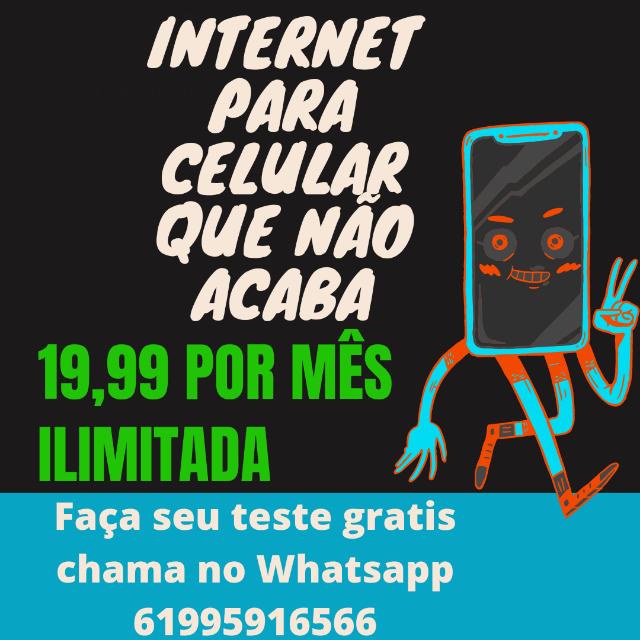 INTERNET
PARA
CELULAR
QUE NÃO
ACABA
19,99 POR MÊS
ILIMITADA
Faça seu teste gratis
chama no Whatsapp
61995916566